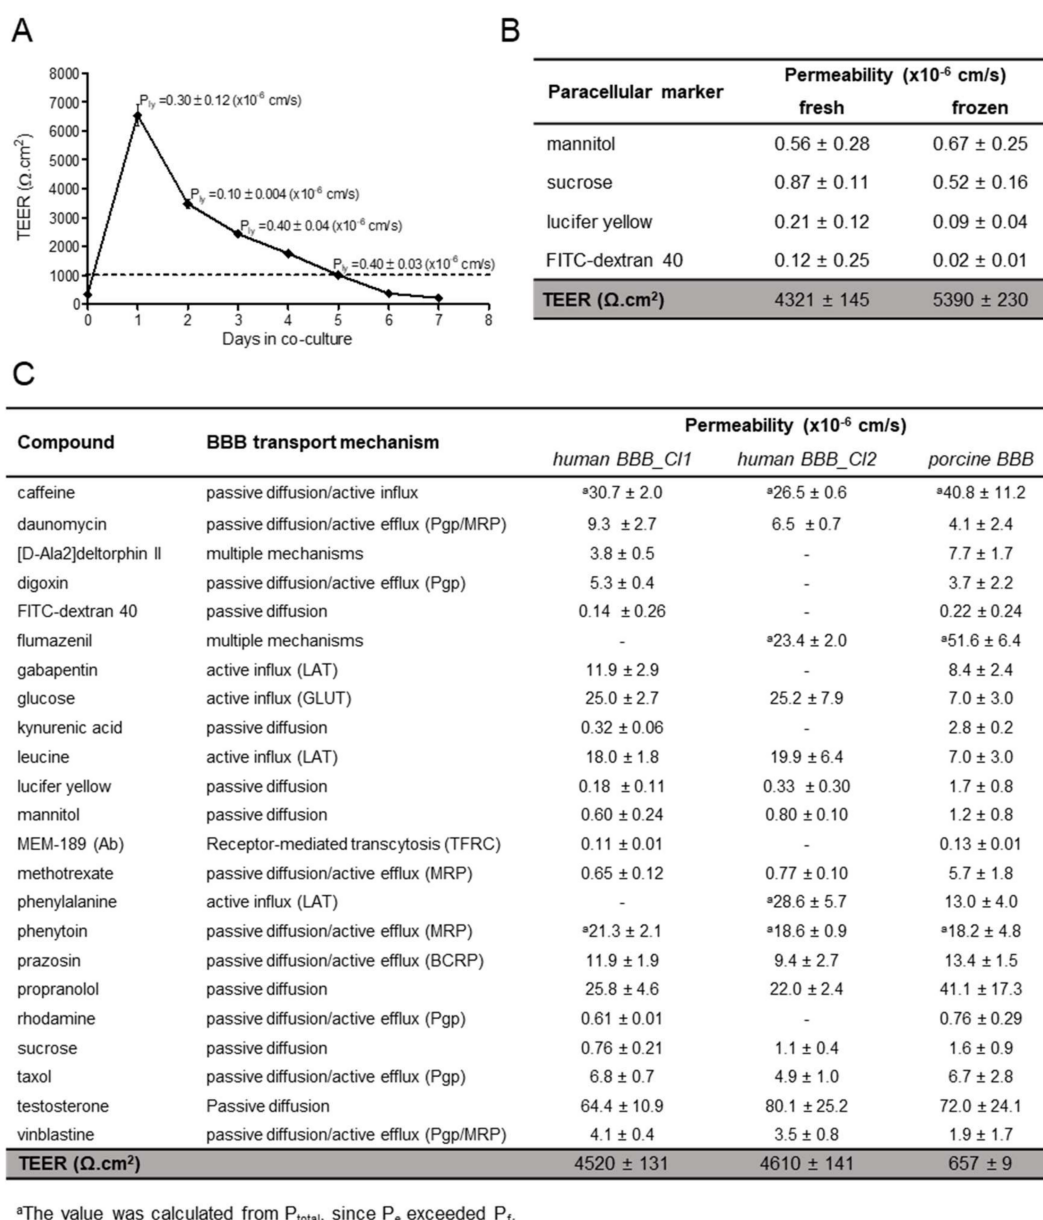 A
8000
7000
6000
5000
4000
3000
2000
1000
0
TEER (Ω.cm²)
P_ly =0.30 ± 0.12 (x10⁻⁶ cm/s)
P_ly =0.10 ± 0.004 (x10⁻⁶ cm/s)
P_ly =0.40 ± 0.04 (x10⁻⁶ cm/s)
P_ly =0.40 ± 0.03 (x10⁻⁶ cm/s)
0 1 2 3 4 5 6 7 8
Days in co-culture
B
Paracellular marker Permeability (x10⁻⁶ cm/s)
fresh frozen
mannitol 0.56 ± 0.28 0.67 ± 0.25
sucrose 0.87 ± 0.11 0.52 ± 0.16
lucifer yellow 0.21 ± 0.12 0.09 ± 0.04
FITC-dextran 40 0.12 ± 0.25 0.02 ± 0.01
TEER (Ω.cm²) 4321 ± 145 5390 ± 230
C
Compound BBB transport mechanism Permeability (x10⁻⁶ cm/s)
human BBB_Cl1 human BBB_Cl2 porcine BBB
caffeine passive diffusion/active influx ᵃ30.7 ± 2.0 ᵃ26.5 ± 0.6 ᵃ40.8 ± 11.2
daunomycin passive diffusion/active efflux (Pgp/MRP) 9.3 ± 2.7 6.5 ± 0.7 4.1 ± 2.4
[D-Ala2]deltorphin II multiple mechanisms 3.8 ± 0.5 - 7.7 ± 1.7
digoxin passive diffusion/active efflux (Pgp) 5.3 ± 0.4 - 3.7 ± 2.2
FITC-dextran 40 passive diffusion 0.14 ± 0.26 - 0.22 ± 0.24
flumazenil multiple mechanisms - ᵃ23.4 ± 2.0 ᵃ51.6 ± 6.4
gabapentin active influx (LAT) 11.9 ± 2.9 - 8.4 ± 2.4
glucose active influx (GLUT) 25.0 ± 2.7 25.2 ± 7.9 7.0 ± 3.0
kynurenic acid passive diffusion 0.32 ± 0.06 - 2.8 ± 0.2
leucine active influx (LAT) 18.0 ± 1.8 19.9 ± 6.4 7.0 ± 3.0
lucifer yellow passive diffusion 0.18 ± 0.11 0.33 ± 0.30 1.7 ± 0.8
mannitol passive diffusion 0.60 ± 0.24 0.80 ± 0.10 1.2 ± 0.8
MEM-189 (Ab) Receptor-mediated transcytosis (TFRC) 0.11 ± 0.01 - 0.13 ± 0.01
methotrexate passive diffusion/active efflux (MRP) 0.65 ± 0.12 0.77 ± 0.10 5.7 ± 1.8
phenylalanine active influx (LAT) - ᵃ28.6 ± 5.7 13.0 ± 4.0
phenytoin passive diffusion/active efflux (MRP) ᵃ21.3 ± 2.1 ᵃ18.6 ± 0.9 ᵃ18.2 ± 4.8
prazosin passive diffusion/active efflux (BCRP) 11.9 ± 1.9 9.4 ± 2.7 13.4 ± 1.5
propranolol passive diffusion 25.8 ± 4.6 22.0 ± 2.4 41.1 ± 17.3
rhodamine passive diffusion/active efflux (Pgp) 0.61 ± 0.01 - 0.76 ± 0.29
sucrose passive diffusion 0.76 ± 0.21 1.1 ± 0.4 1.6 ± 0.9
taxol passive diffusion/active efflux (Pgp) 6.8 ± 0.7 4.9 ± 1.0 6.7 ± 2.8
testosterone Passive diffusion 64.4 ± 10.9 80.1 ± 25.2 72.0 ± 24.1
vinblastine passive diffusion/active efflux (Pgp/MRP) 4.1 ± 0.4 3.5 ± 0.8 1.9 ± 1.7
TEER (Ω.cm²) 4520 ± 131 4610 ± 141 657 ± 9
ᵃThe value was calculated from P_total, since P_e exceeded P_f.